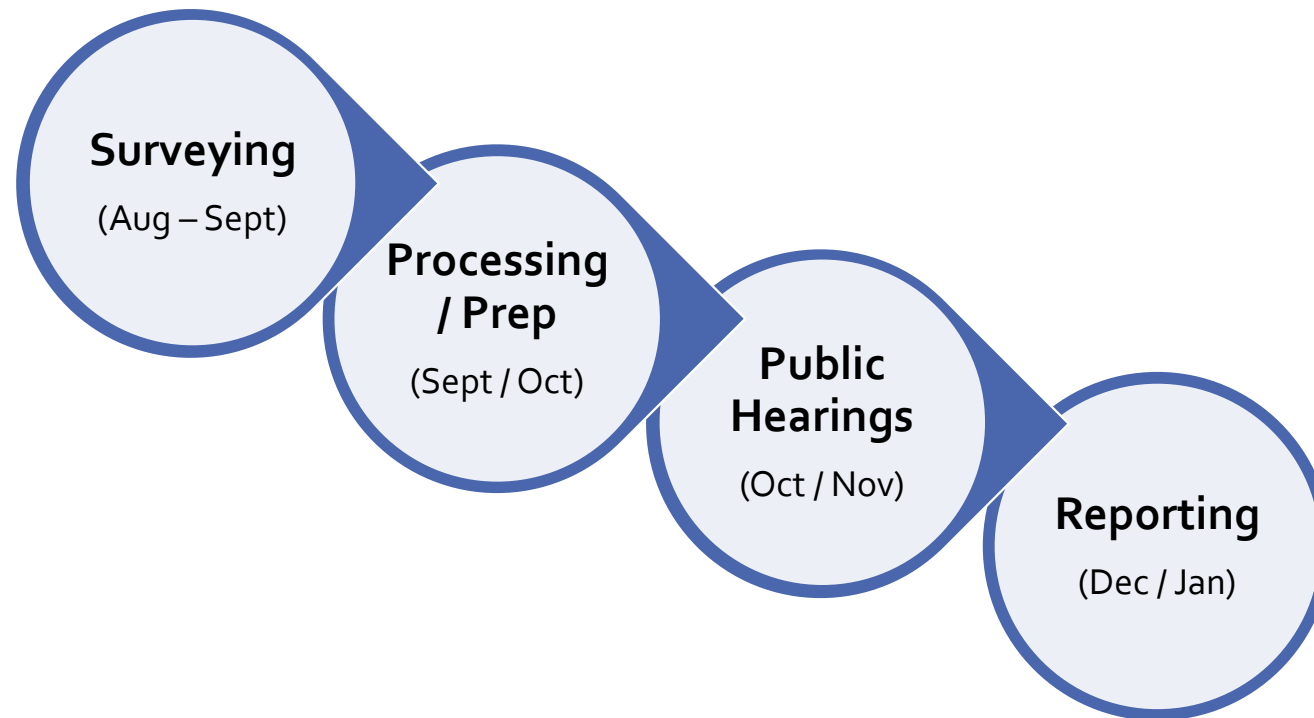 Surveying
(Aug – Sept)
Processing
/ Prep
(Sept / Oct)
Public
Hearings
(Oct / Nov)
Reporting
(Dec / Jan)